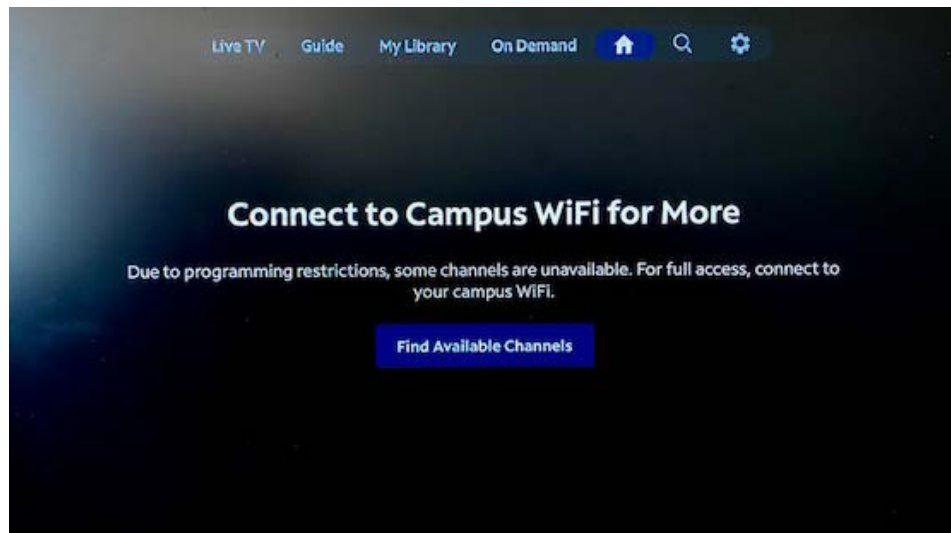 Live TV Guide My Library On Demand
Connect to Campus WiFi for More
Due to programming restrictions, some channels are unavailable. For full access, connect to
your campus WiFi.
Find Available Channels